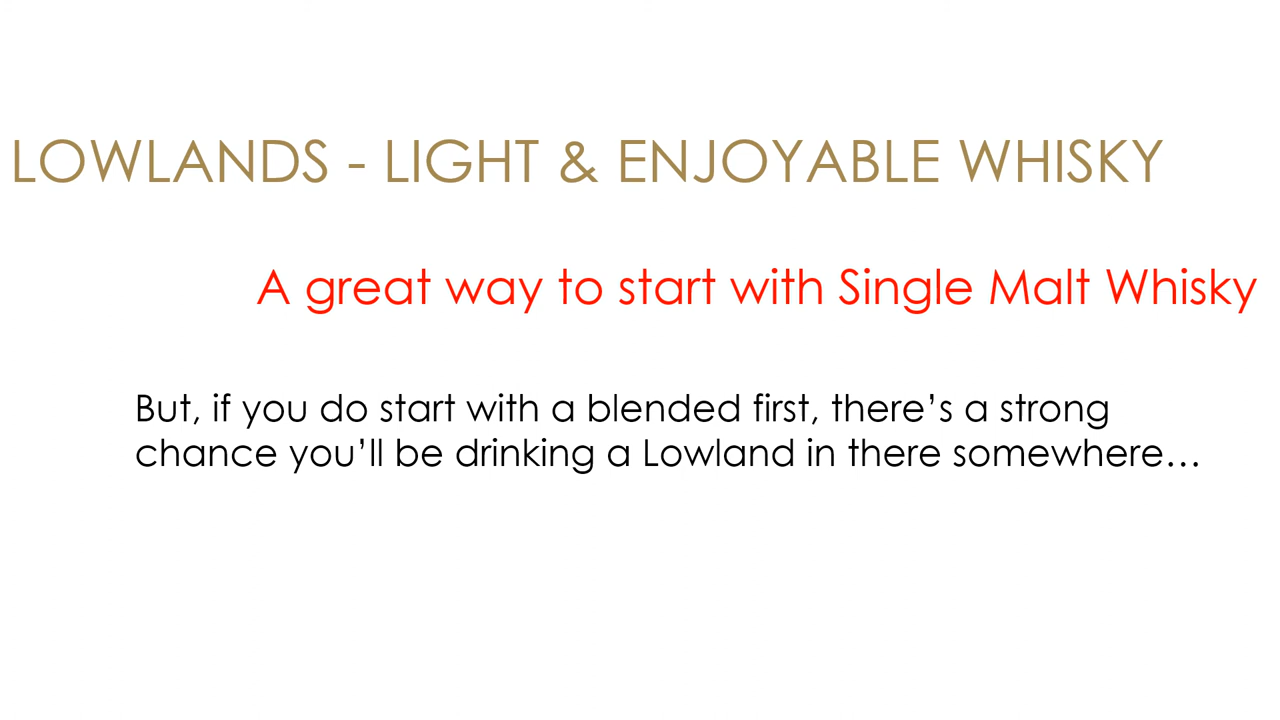 LOWLANDS - LIGHT & ENJOYABLE WHISKY
A great way to start with Single Malt Whisky
But, if you do start with a blended first, there’s a strong
chance you’ll be drinking a Lowland in there somewhere…